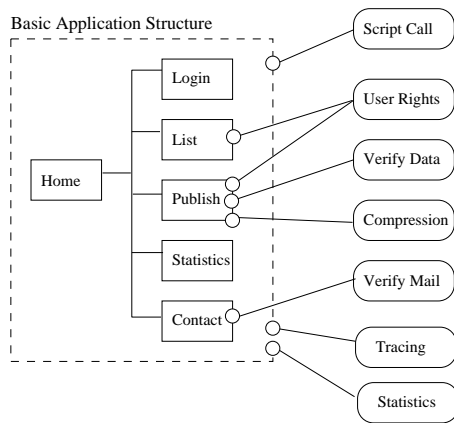 Basic Application Structure
Script Call
Login
User Rights
List
Verify Data
Home
Publish
Compression
Statistics
Verify Mail
Contact
Tracing
Statistics